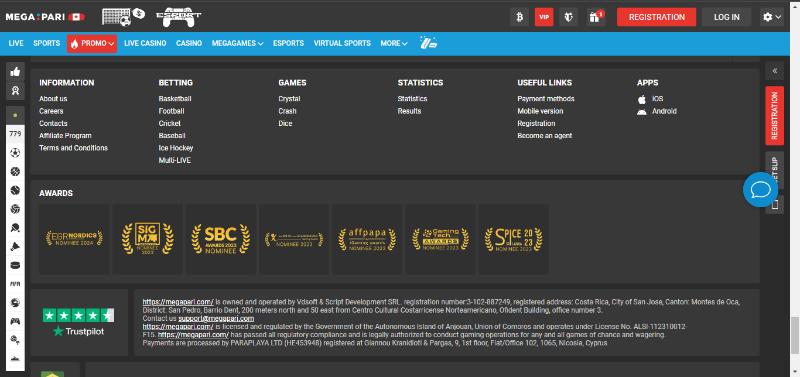 MEGA PARI
ESPORT
VIP
REGISTRATION
LOG IN
LIVE SPORTS PROMO LIVE CASINO CASINO MEGAGAMES ESPORTS VIRTUAL SPORTS MORE
779
INFORMATION
About us
Careers
Contacts
Affiliate Program
Terms and Conditions
BETTING
Basketball
Football
Cricket
Baseball
Ice Hockey
Multi-LIVE
GAMES
Crystal
Crash
Dice
STATISTICS
Statistics
Results
USEFUL LINKS
Payment methods
Mobile version
Registration
Become an agent
APPS
iOS
Android
REGISTRATION
ET SLIP
AWARDS
EGR NORDICS
NOMINEE 2024
SIGMA
NOMINEE
2023
SBC
AWARDS 2023
NOMINEE
NOMINEE 2023
affpapa
iGaming awards
NOMINEE 2023
Gaming
Tech
AWARDS
NOMINEE 2023
SPiCE 20
23
NOMINEE
FIFA
Trustpilot
https://megapari.com/ is owned and operated by Vdsoft & Script Development SRL. registration number:3-102-887249, registered address: Costa Rica, City of San Jose, Canton: Montes de Oca,
District: San Pedro, Barrio Dent, 200 meters north and 50 east from Centro Cultural Costarricense Norteamericano, Ofident Building, office number 3.
Contact us support@megapari.com
https://megapari.com/ is licensed and regulated by the Government of the Autonomous Island of Anjouan, Union of Comoros and operates under License No. ALSI-112310012-
F15. https://megapari.com/ has passed all regulatory compliance and is legally authorized to conduct gaming operations for any and all games of chance and wagering.
Payments are processed by PARAPLAYA LTD (HE453948) registered at Giannou Kranidioti & Pargas, 9, 1st floor, Flat/Office 102, 1065, Nicosia, Cyprus